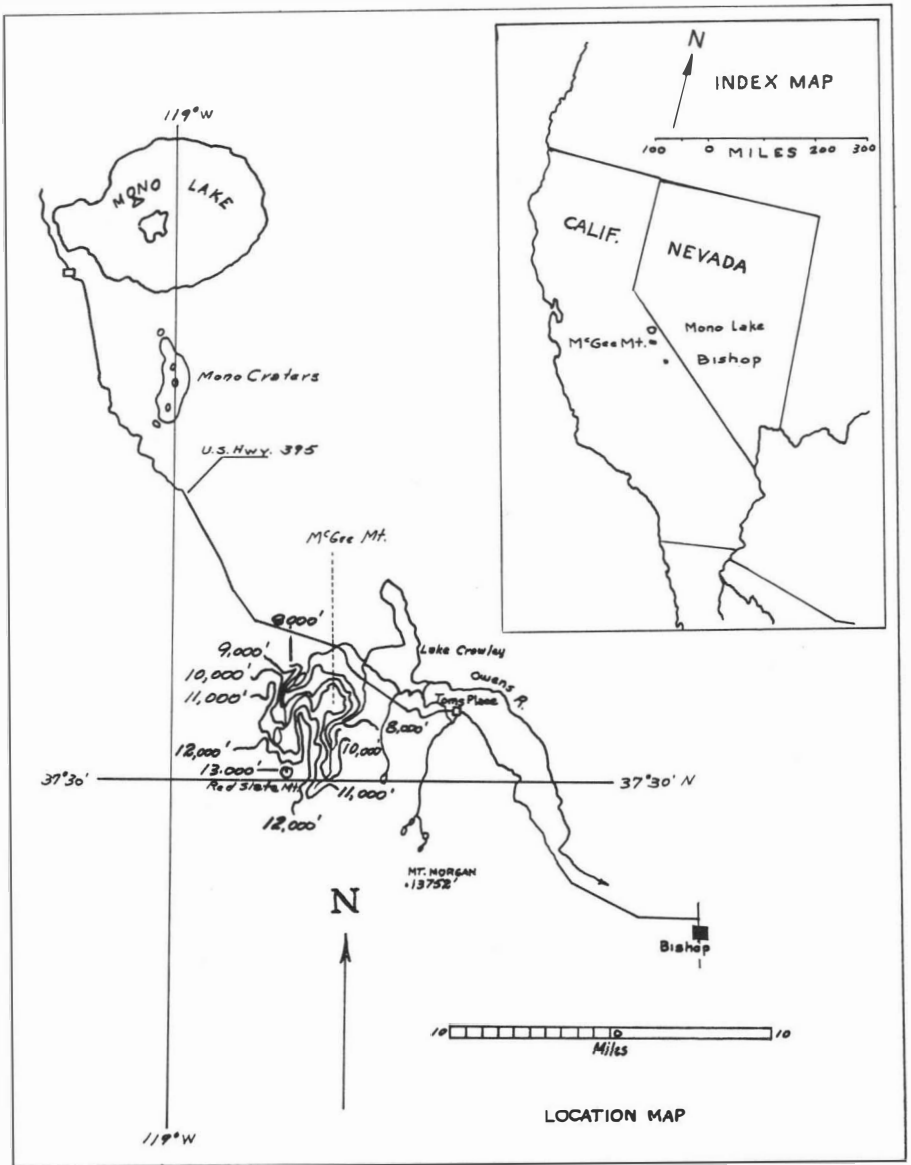 N
INDEX MAP
100 0 MILES 200 300
CALIF.
NEVADA
Mono Lake
McGee Mt.
Bishop
119° W
MONO LAKE
Mono Craters
U.S. Hwy. 395
McGee Mt.
8000'
9,000'
10,000'
11,000'
Lake Crowley
Owens R.
Toms Place
8,000'
10,000'
12,000'
13.000'
37°30'
37°30' N
Red Slate Mt.
11,000'
12,000'
MT. MORGAN
13752'
N
Bishop
10 0 10
Miles
LOCATION MAP
119° W